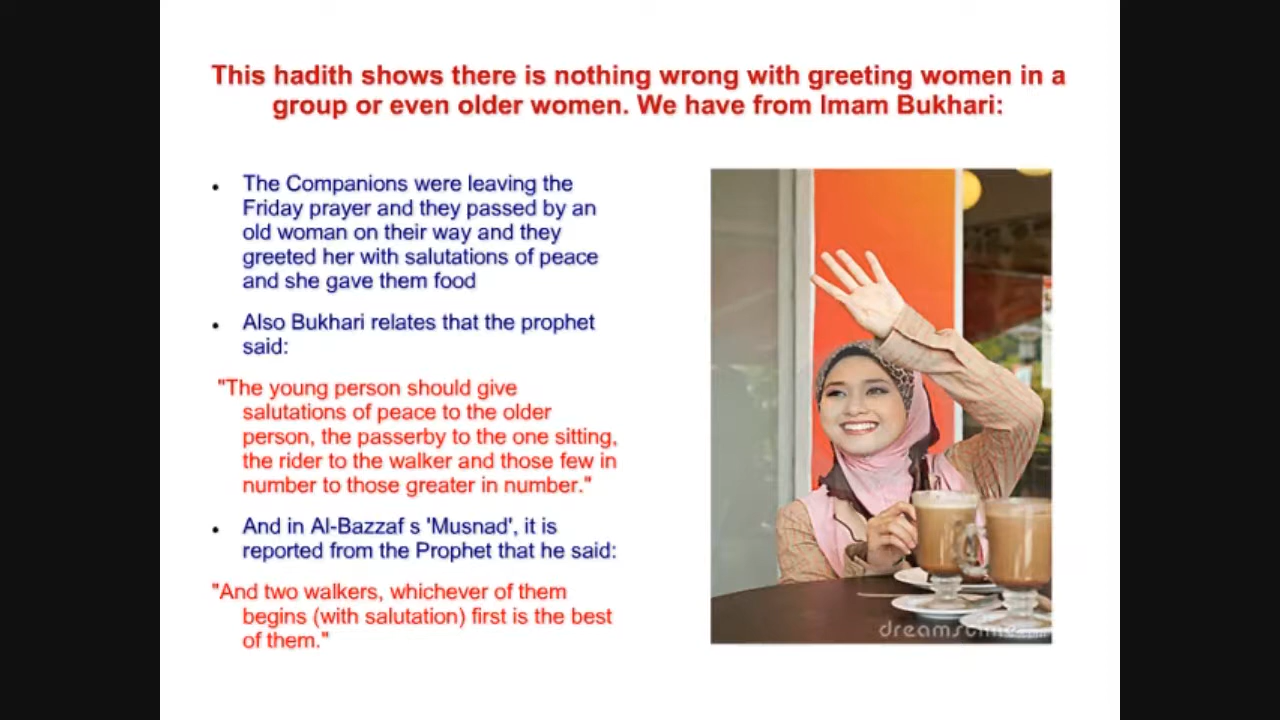 This hadith shows there is nothing wrong with greeting women in a
group or even older women. We have from Imam Bukhari:
• The Companions were leaving the
Friday prayer and they passed by an
old woman on their way and they
greeted her with salutations of peace
and she gave them food
• Also Bukhari relates that the prophet
said:
"The young person should give
salutations of peace to the older
person, the passerby to the one sitting,
the rider to the walker and those few in
number to those greater in number."
• And in Al-Bazzaf s 'Musnad', it is
reported from the Prophet that he said:
"And two walkers, whichever of them
begins (with salutation) first is the best
of them."
dreamstime.com